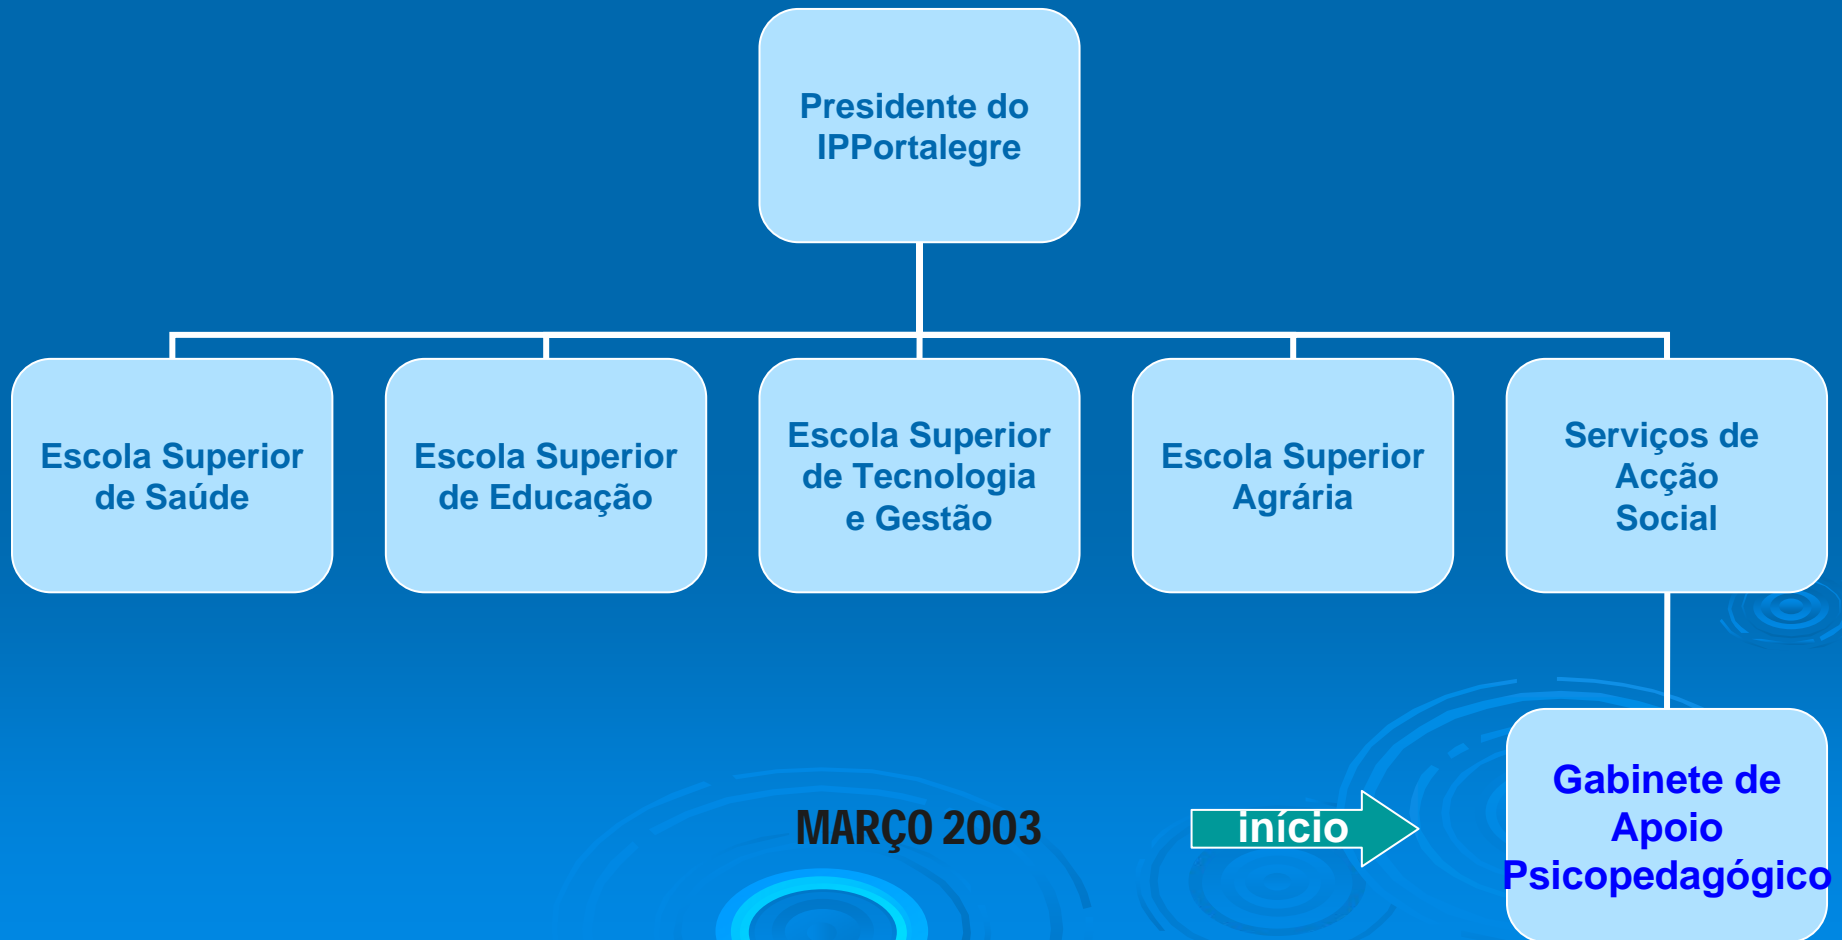 Presidente do
IPPortalegre
Escola Superior
de Saúde
Escola Superior
de Educação
Escola Superior
de Tecnologia
e Gestão
Escola Superior
Agrária
Serviços de
Acção
Social
MARÇO 2003
início
Gabinete de
Apoio
Psicopedagógico